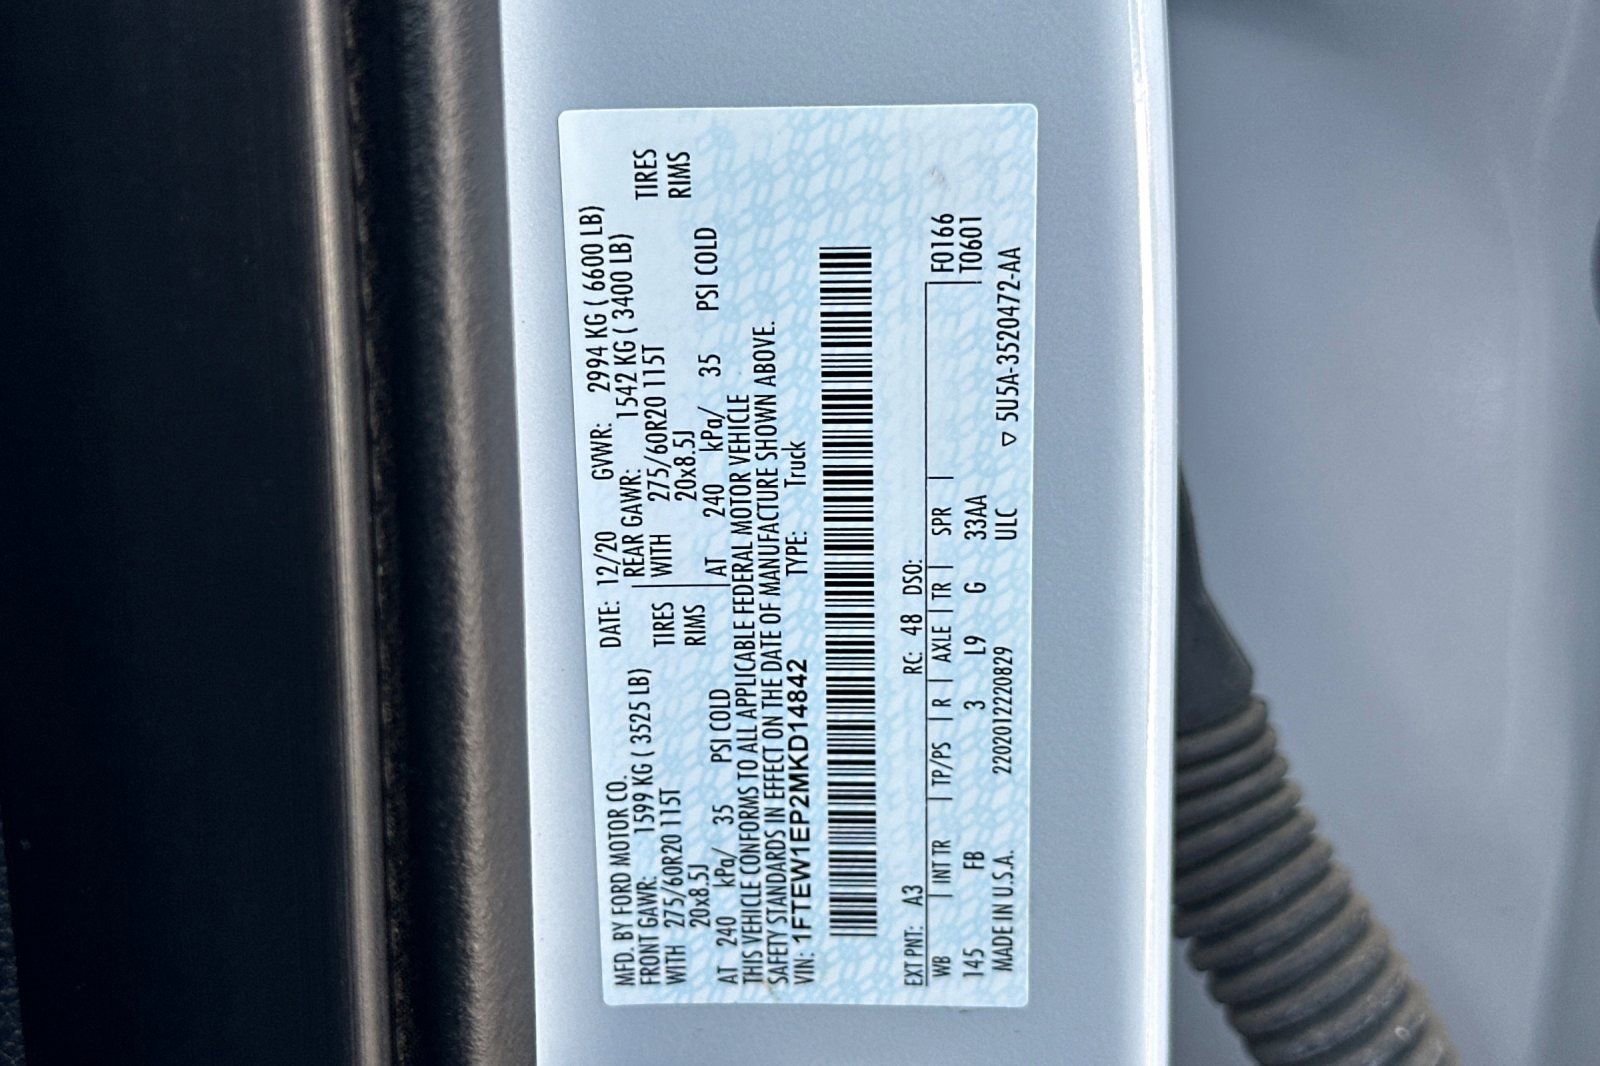 MFD. BY FORD MOTOR CO. DATE: 12/20 GVWR: 2994 KG ( 6600 LB)
FRONT GAWR: 1599 KG ( 3525 LB) REAR GAWR: 1542 KG ( 3400 LB)
WITH 275/60R20 115T TIRES WITH 275/60R20 115T TIRES
20x8.5J RIMS 20x8.5J RIMS
AT 240 kPa/ 35 PSI COLD AT 240 kPa/ 35 PSI COLD
THIS VEHICLE CONFORMS TO ALL APPLICABLE FEDERAL MOTOR VEHICLE
SAFETY STANDARDS IN EFFECT ON THE DATE OF MANUFACTURE SHOWN ABOVE.
VIN: 1FTEW1EP2MKD14842 TYPE: Truck
EXT PNT: A3 RC: 48 DSO:
WB INT TR TP/PS R AXLE TR SPR F0166
145 FB 3 L9 G 33AA T0601
MADE IN U.S.A. 2202012220829 ULC ▽ 5U5A-3520472-AA